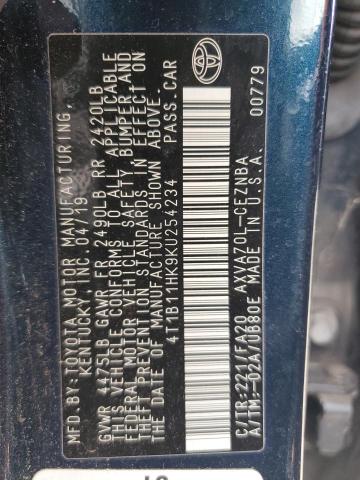 MFD. BY: TOYOTA MOTOR MANUFACTURING,
KENTUCKY, INC. 04/19
GVWR 4475LB GAWR FR 2490LB RR 2420LB
THIS VEHICLE CONFORMS TO ALL APPLICABLE
FEDERAL MOTOR VEHICLE SAFETY, BUMPER AND
THEFT PREVENTION STANDARDS IN EFFECT ON
THE DATE OF MANUFACTURE SHOWN ABOVE.
4T1B11HK9KU254234 PASS. CAR
C/TR: 221/FA20 AXVA70L-CEZNBA
A/TM: -02A/UB80E MADE IN U.S.A.
00779